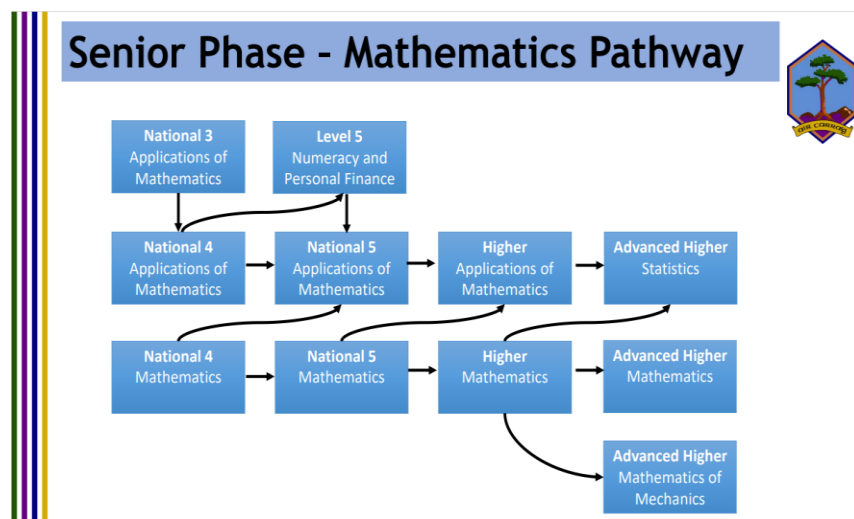 Senior Phase - Mathematics Pathway
National 3
Applications of
Mathematics
Level 5
Numeracy and
Personal Finance
National 4
Applications of
Mathematics
National 5
Applications of
Mathematics
Higher
Applications of
Mathematics
Advanced Higher
Statistics
National 4
Mathematics
National 5
Mathematics
Higher
Mathematics
Advanced Higher
Mathematics
Advanced Higher
Mathematics of
Mechanics